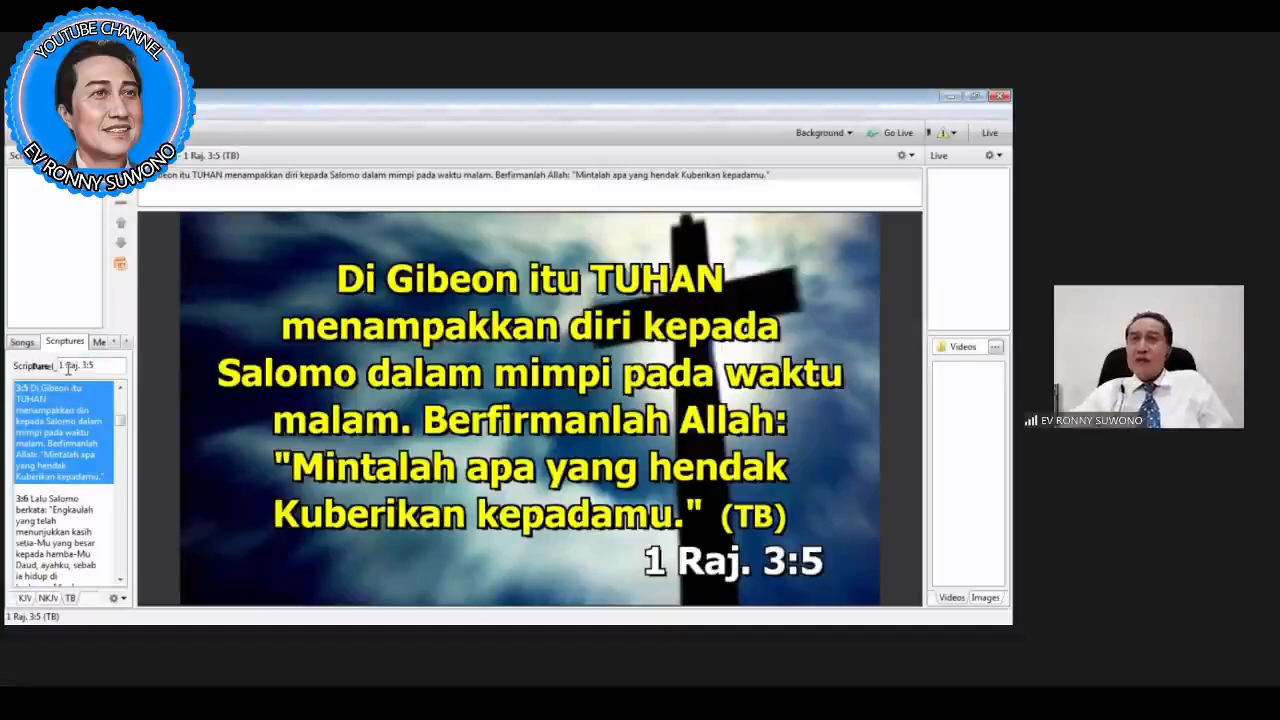 YOUTUBE CHANNEL
EV RONNY SUWONO
Background
Go Live
Live
1 Raj. 3:5 (TB)
Live
itu TUHAN menampakkan diri kepada Salomo dalam mimpi pada waktu malam. Berfirmanlah Allah: "Mintalah apa yang hendak Kuberikan kepadamu."
Di Gibeon itu TUHAN
menampakkan diri kepada
Salomo dalam mimpi pada waktu
malam. Berfirmanlah Allah:
"Mintalah apa yang hendak
Kuberikan kepadamu." (TB)
1 Raj. 3:5
Songs
Scriptures
Me
1 Raj. 3:5
3:5 Di Gibeon itu
TUHAN
menampakkan diri
kepada Salomo dalam
mimpi pada waktu
malam. Berfirmanlah
Allah: "Mintalah apa
yang hendak
Kuberikan kepadamu."
3:6 Lalu Salomo
berkata: "Engkaulah
yang telah
menunjukkan kasih
setia-Mu yang besar
kepada hamba-Mu
Daud, ayahku, sebab
ia hidup di
KJV
NKJV
TB
1 Raj. 3:5 (TB)
Videos
Videos
Images
EV RONNY SUWONO